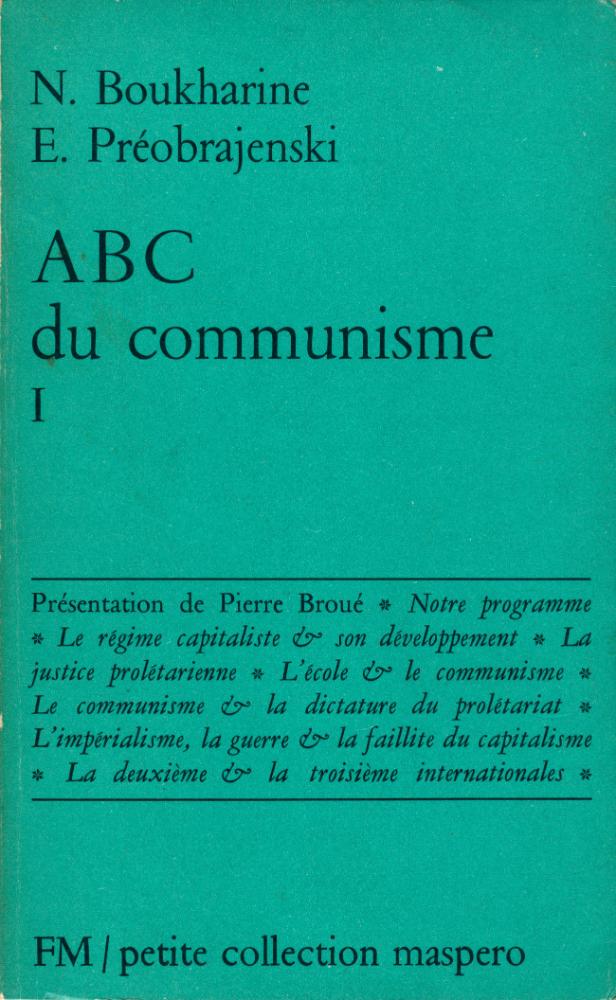 N. Boukharine
E. Préobrajenski
ABC
du communisme
I
Présentation de Pierre Broué * Notre programme
* Le régime capitaliste & son développement * La
justice prolétarienne * L'école & le communisme *
Le communisme & la dictature du prolétariat *
L'impérialisme, la guerre & la faillite du capitalisme
* La deuxième & la troisième internationales *
FM / petite collection maspero